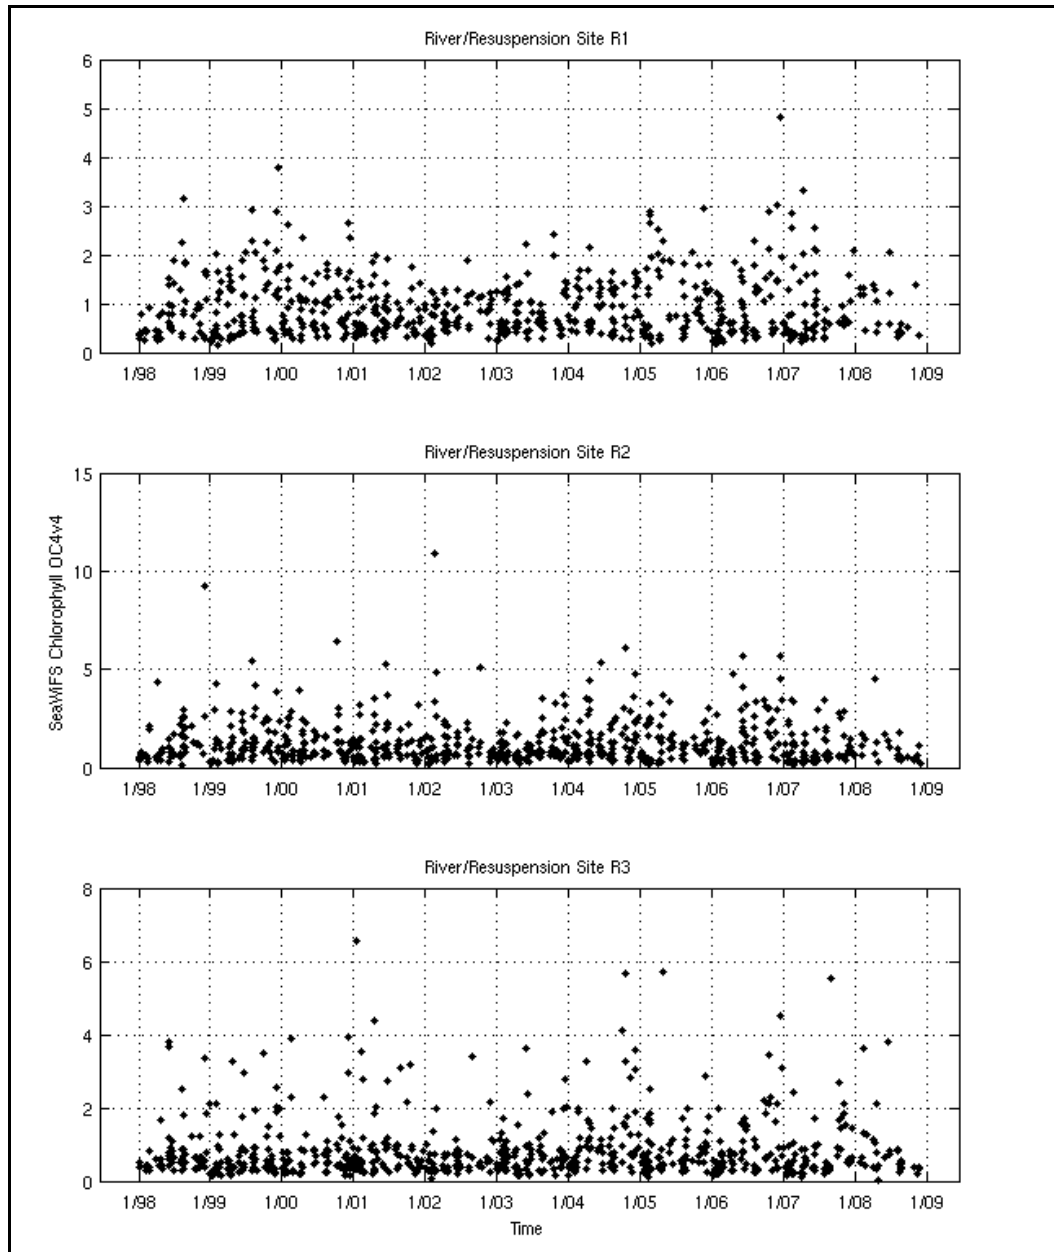 River/Resuspension Site R1
6
5
4
3
2
1
0
1/98 1/99 1/00 1/01 1/02 1/03 1/04 1/05 1/06 1/07 1/08 1/09
River/Resuspension Site R2
SeaWiFS Chlorophyll OC4v4
15
10
5
0
1/98 1/99 1/00 1/01 1/02 1/03 1/04 1/05 1/06 1/07 1/08 1/09
River/Resuspension Site R3
8
6
4
2
0
1/98 1/99 1/00 1/01 1/02 1/03 1/04 1/05 1/06 1/07 1/08 1/09
Time